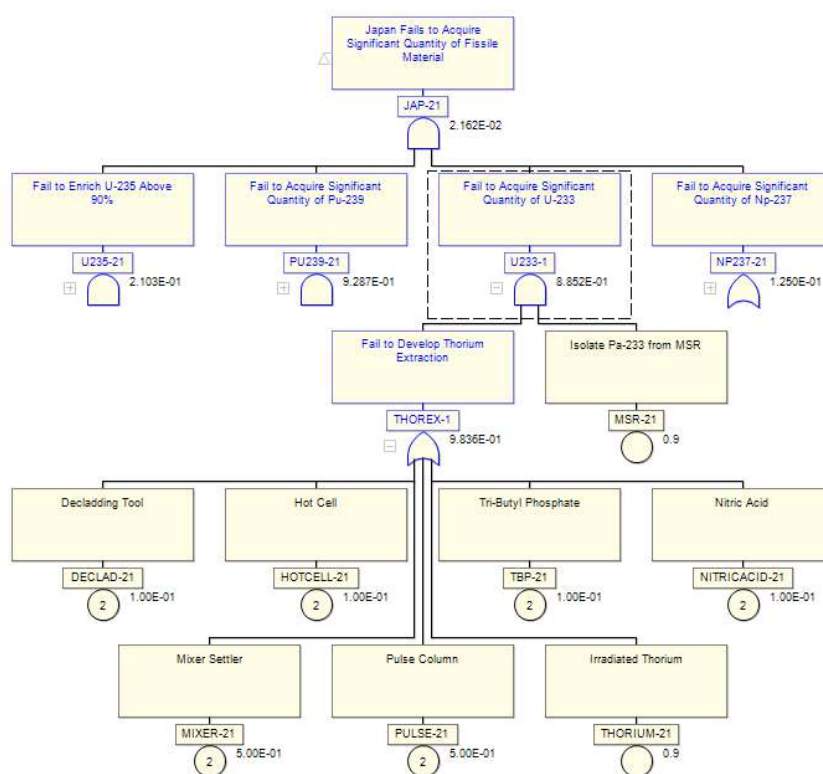 Japan Fails to Acquire
Significant Quantity of Fissile
Material
JAP-21
2.162E-02
Fail to Enrich U-235 Above
90%
U235-21
2.103E-01
Fail to Acquire Significant
Quantity of Pu-239
PU239-21
9.287E-01
Fail to Acquire Significant
Quantity of U-233
U233-1
8.852E-01
Fail to Acquire Significant
Quantity of Np-237
NP237-21
1.250E-01
Fail to Develop Thorium
Extraction
THOREX-1
9.836E-01
Isolate Pa-233 from MSR
MSR-21
0.9
Decladding Tool
DECLAD-21
2
1.00E-01
Hot Cell
HOTCELL-21
2
1.00E-01
Tri-Butyl Phosphate
TBP-21
2
1.00E-01
Nitric Acid
NITRICACID-21
2
1.00E-01
Mixer Settler
MIXER-21
2
5.00E-01
Pulse Column
PULSE-21
2
5.00E-01
Irradiated Thorium
THORIUM-21
0.9